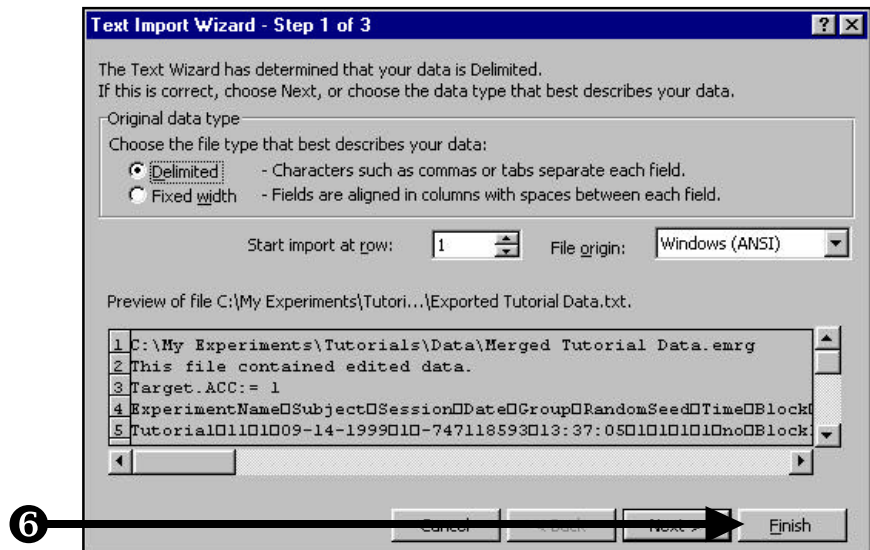 Text Import Wizard - Step 1 of 3
The Text Wizard has determined that your data is Delimited.
If this is correct, choose Next, or choose the data type that best describes your data.
Original data type
Choose the file type that best describes your data:
Delimited - Characters such as commas or tabs separate each field.
Fixed width - Fields are aligned in columns with spaces between each field.
Start import at row: 1 File origin: Windows (ANSI)
Preview of file C:\My Experiments\Tutori...\Exported Tutorial Data.txt.
1 C:\My Experiments\Tutorials\Data\Merged Tutorial Data.emrg
2 This file contained edited data.
3 Target.ACC:= 1
4 ExperimentName□Subject□Session□Date□Group□RandomSeed□Time□Block
5 Tutorial□11□1□09-14-1999□1□-747118593□13:37:05□1□1□1□1□no□Block
6 Cancel < Back Next > Finish